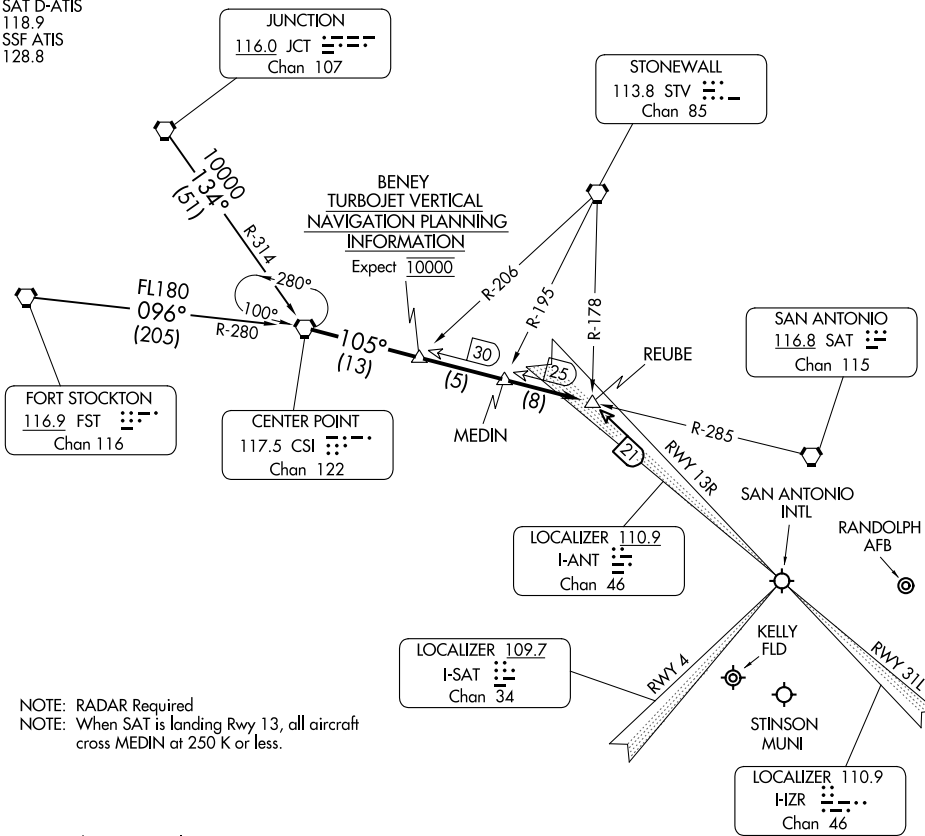 SAT D-ATIS
118.9
SSF ATIS
128.8
JUNCTION
116.0 JCT
Chan 107
STONEWALL
113.8 STV
Chan 85
10000
134°
(51)
R-314
BENEY
TURBOJET VERTICAL
NAVIGATION PLANNING
INFORMATION
Expect 10000
R-206
R-195
R-178
280°
100°
FL180
096°
(205)
R-280
105°
(13)
30
(5)
25
(8)
REUBE
SAN ANTONIO
116.8 SAT
Chan 115
FORT STOCKTON
116.9 FST
Chan 116
CENTER POINT
117.5 CSI
Chan 122
MEDIN
R-285
21
RWY 13R
SAN ANTONIO
INTL
RANDOLPH
AFB
LOCALIZER 110.9
I-ANT
Chan 46
LOCALIZER 109.7
I-SAT
Chan 34
RWY 4
KELLY
FLD
RWY 31L
STINSON
MUNI
NOTE: RADAR Required
NOTE: When SAT is landing Rwy 13, all aircraft
cross MEDIN at 250 K or less.
LOCALIZER 110.9
I-IZR
Chan 46